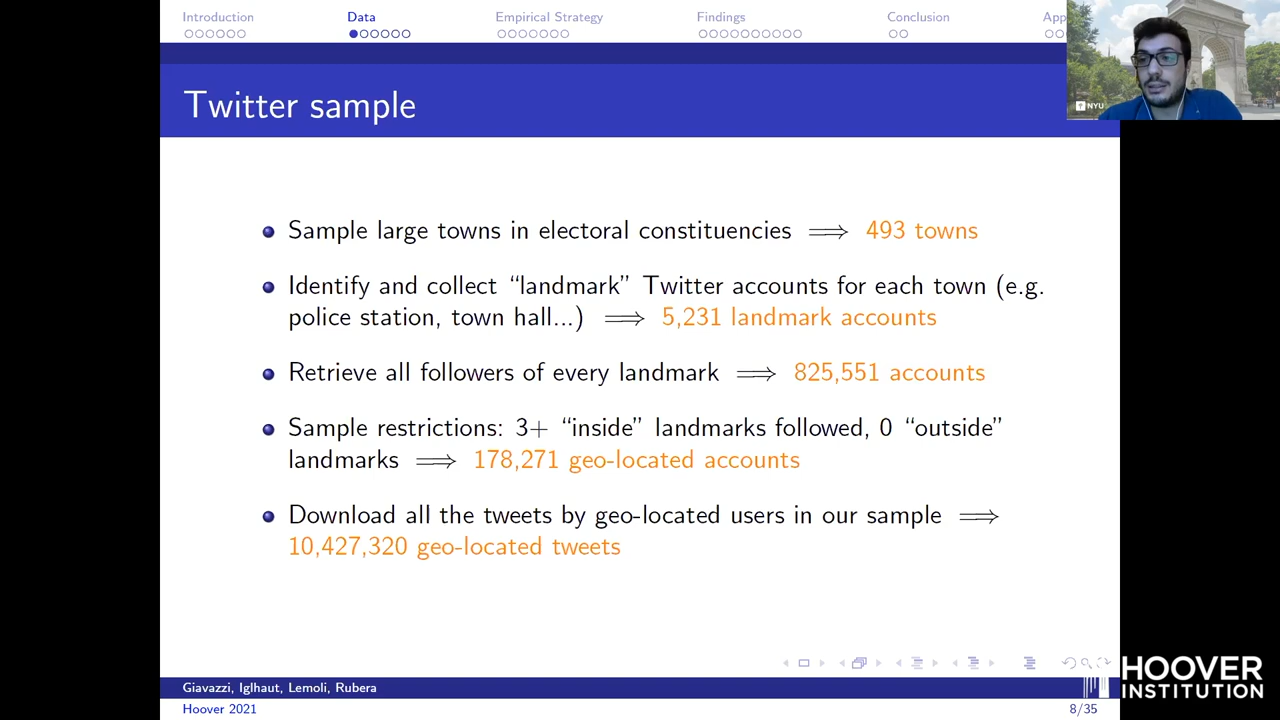 Introduction
Data
Empirical Strategy
Findings
Conclusion
App
NYU
Twitter sample
Sample large towns in electoral constituencies ⟹ 493 towns
Identify and collect “landmark” Twitter accounts for each town (e.g.
police station, town hall...) ⟹ 5,231 landmark accounts
Retrieve all followers of every landmark ⟹ 825,551 accounts
Sample restrictions: 3+ “inside” landmarks followed, 0 “outside”
landmarks ⟹ 178,271 geo-located accounts
Download all the tweets by geo-located users in our sample ⟹
10,427,320 geo-located tweets
Giavazzi, Iglhaut, Lemoli, Rubera
Hoover 2021
8/35
HOOVER
INSTITUTION